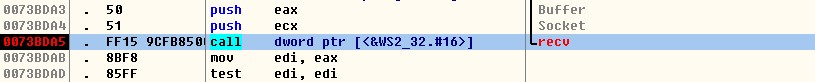 0073BDA3 . 50 push eax Buffer
0073BDA4 . 51 push ecx Socket
0073BDA5 . FF15 9CFB850 call dword ptr [<&WS2_32.#16>] recv
0073BDAB . 8BF8 mov edi, eax
0073BDAD . 85FF test edi, edi